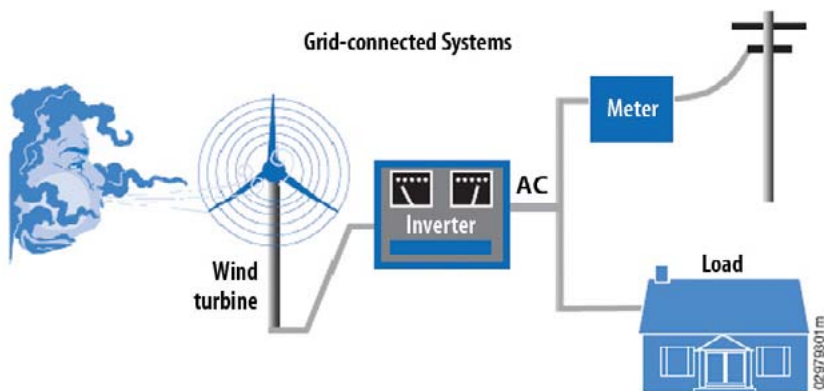 Grid-connected Systems
Meter
AC
Inverter
Wind
turbine
Load
02979301m